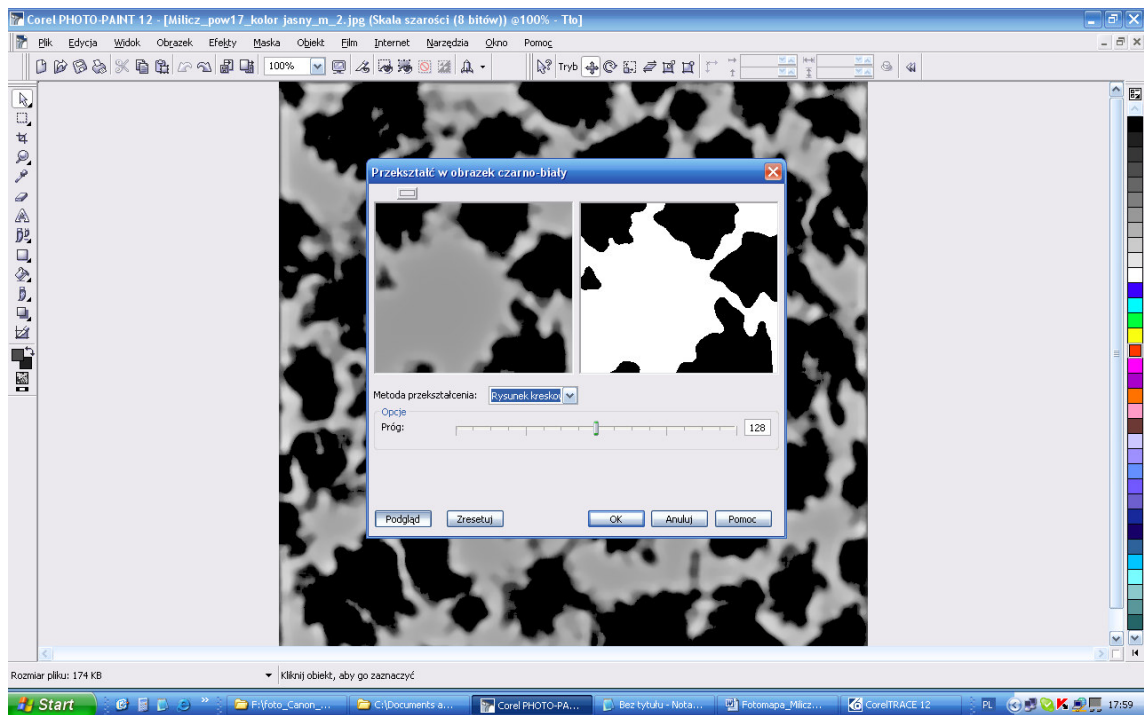 Corel PHOTO-PAINT 12 - [Milicz_pow17_kolor jasny_m_2.jpg (Skala szarości (8 bitów)) @100% - Tło]
Plik Edycja Widok Obrazek Efekty Maska Objekt Film Internet Narzędzia Okno Pomoc
100% Tryb
Przekształć w obrazek czarno-biały
Metoda przekształcenia: Rysunek kreskow
Opcje
Próg: 128
Podgląd Zresetuj OK Anuluj Pomoc
Rozmiar pliku: 174 KB Kliknij obiekt, aby go zaznaczyć
Start F:\foto_Canon_... C:\Documents a... Corel PHOTO-PA... Bez tytułu - Nota... Fotomapa_Milicz... CorelTRACE 12 PL 17:59